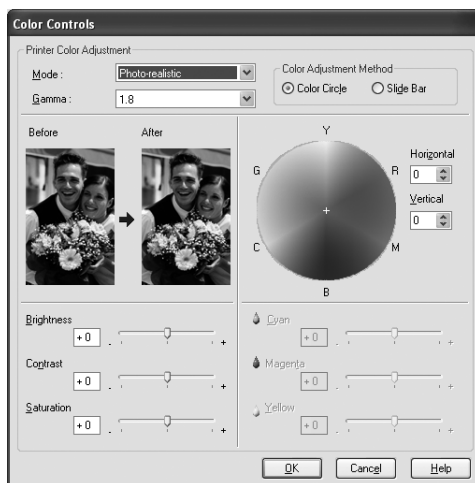 Color Controls
Printer Color Adjustment
Mode :
Photo-realistic
Gamma :
1.8
Color Adjustment Method
Color Circle
Slide Bar
Before
After
Y
G
R
C
M
B
Horizontal
0
Vertical
0
Brightness
+ 0
- +
Contrast
+ 0
- +
Saturation
+ 0
- +
Cyan
+ 0
- +
Magenta
+ 0
- +
Yellow
+ 0
- +
OK
Cancel
Help